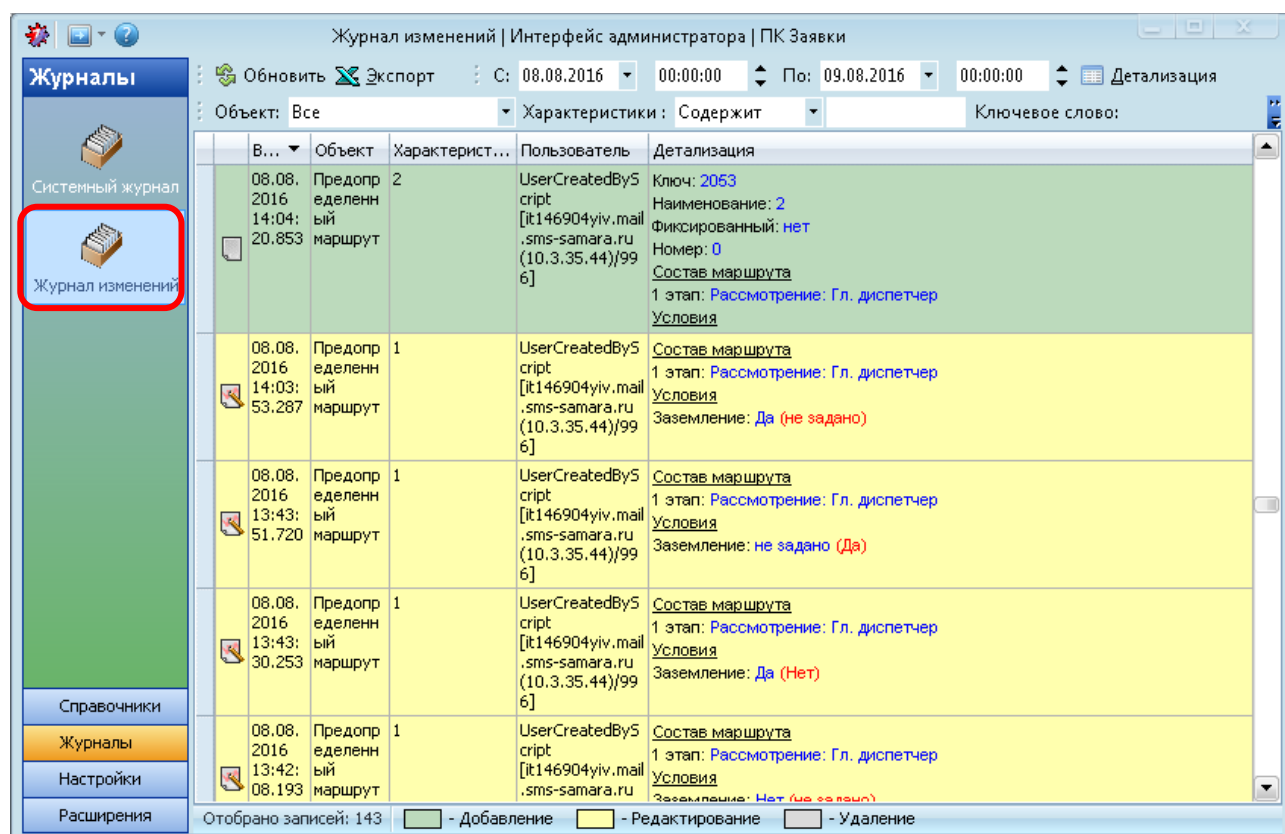 Журнал изменений | Интерфейс администратора | ПК Заявки
Журналы
Обновить Экспорт С: 08.08.2016 00:00:00 По: 09.08.2016 00:00:00 Детализация
Объект: Все Характеристики : Содержит Ключевое слово:
Системный журнал
Журнал изменений
В... Объект Характерист... Пользователь Детализация
08.08.
2016
14:04:
20.853
Предопр
еделенн
ый
маршрут
2
UserCreatedByS
cript
[it146904yiv.mail
.sms-samara.ru
(10.3.35.44)/99
6]
Ключ: 2053
Наименование: 2
Фиксированный: нет
Номер: 0
Состав маршрута
1 этап: Рассмотрение: Гл. диспетчер
Условия
08.08.
2016
14:03:
53.287
Предопр
еделенн
ый
маршрут
1
UserCreatedByS
cript
[it146904yiv.mail
.sms-samara.ru
(10.3.35.44)/99
6]
Состав маршрута
1 этап: Рассмотрение: Гл. диспетчер
Условия
Заземление: Да (не задано)
08.08.
2016
13:43:
51.720
Предопр
еделенн
ый
маршрут
1
UserCreatedByS
cript
[it146904yiv.mail
.sms-samara.ru
(10.3.35.44)/99
6]
Состав маршрута
1 этап: Рассмотрение: Гл. диспетчер
Условия
Заземление: не задано (Да)
08.08.
2016
13:43:
30.253
Предопр
еделенн
ый
маршрут
1
UserCreatedByS
cript
[it146904yiv.mail
.sms-samara.ru
(10.3.35.44)/99
6]
Состав маршрута
1 этап: Рассмотрение: Гл. диспетчер
Условия
Заземление: Да (Нет)
08.08.
2016
13:42:
08.193
Предопр
еделенн
ый
маршрут
1
UserCreatedByS
cript
[it146904yiv.mail
.sms-samara.ru
Состав маршрута
1 этап: Рассмотрение: Гл. диспетчер
Условия
Заземление: Нет (не задано)
Справочники
Журналы
Настройки
Расширения
Отобрано записей: 143 - Добавление - Редактирование - Удаление